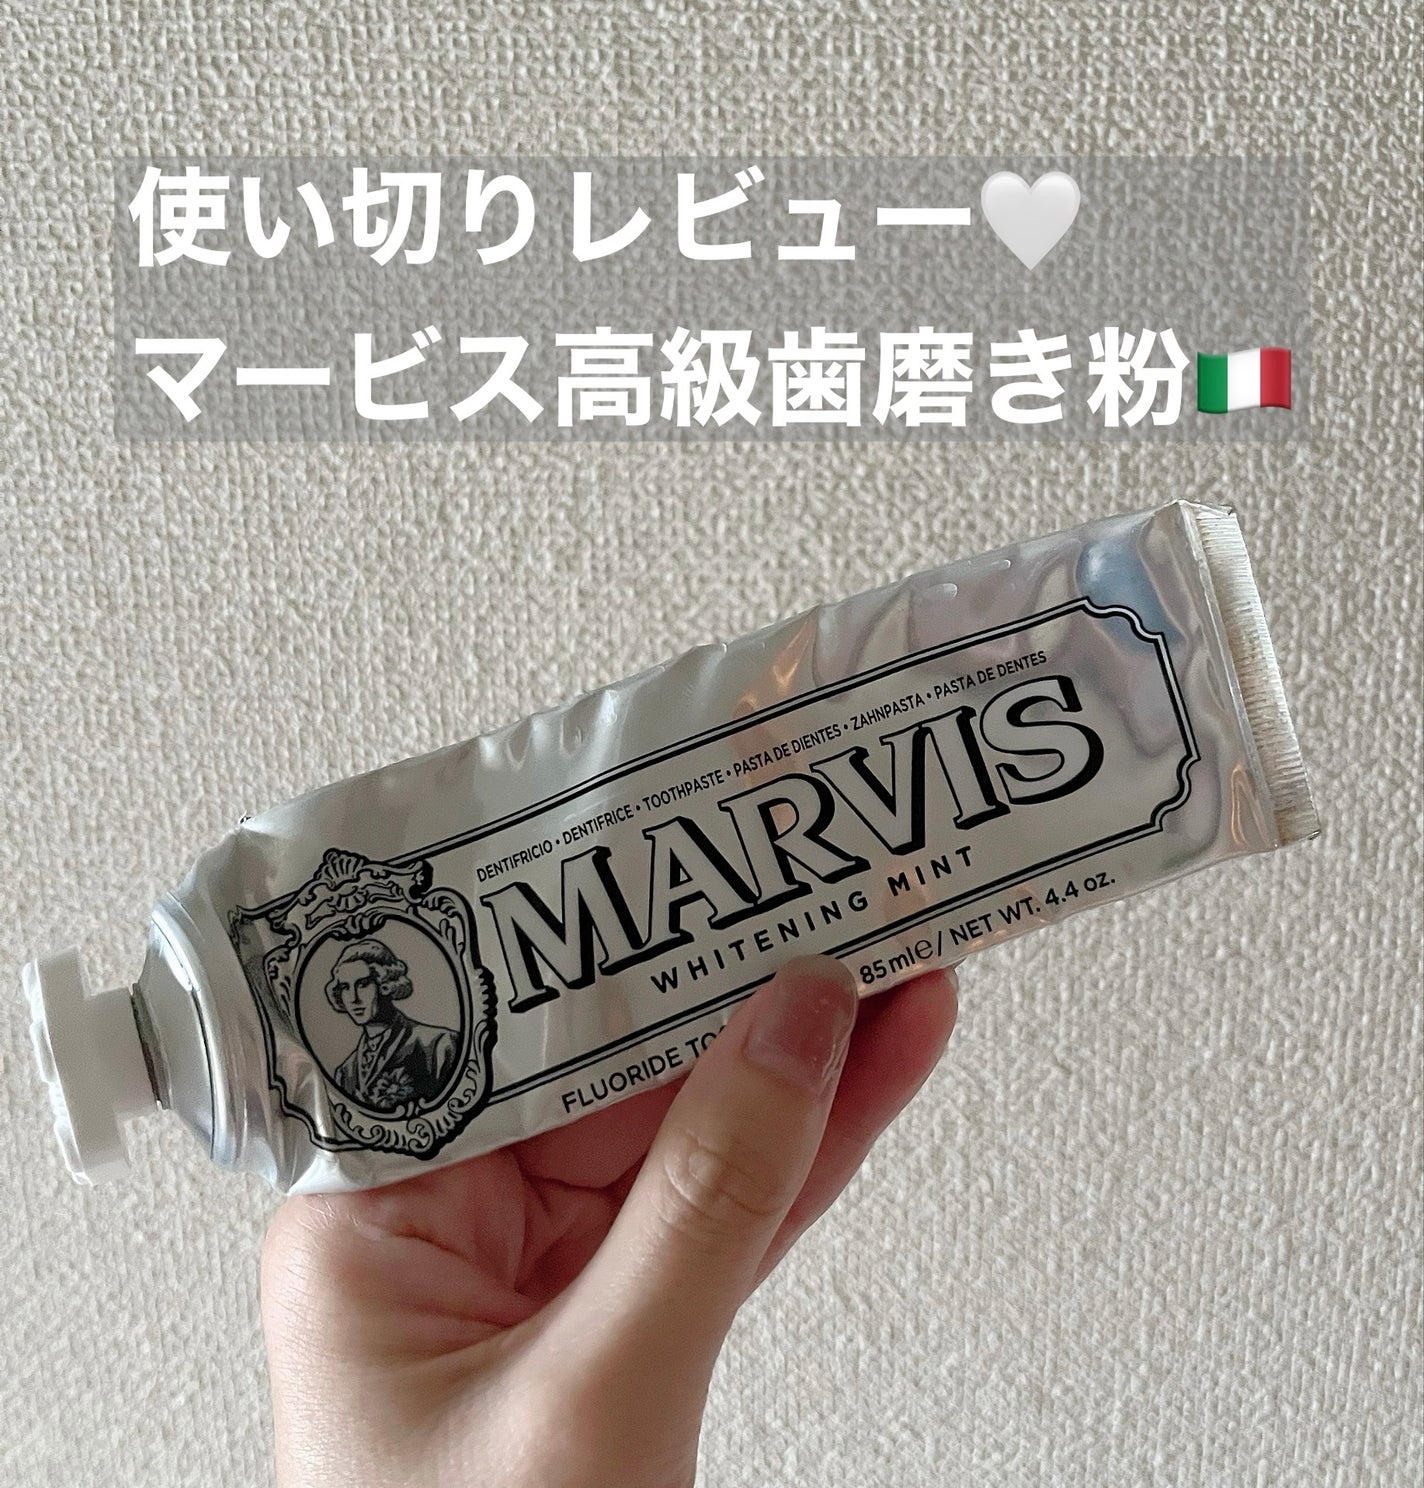 使い切りレビュー🤍
マービス高級歯磨き粉🇮🇹
DENTIFRICIO • DENTIFRICE • TOOTHPASTE • PASTA DE DIENTES • ZAHNPASTA • PASTA DE DENTES
MARVIS
WHITENING MINT
FLUORIDE
85 ml℮/ NET WT. 4.4 oz.